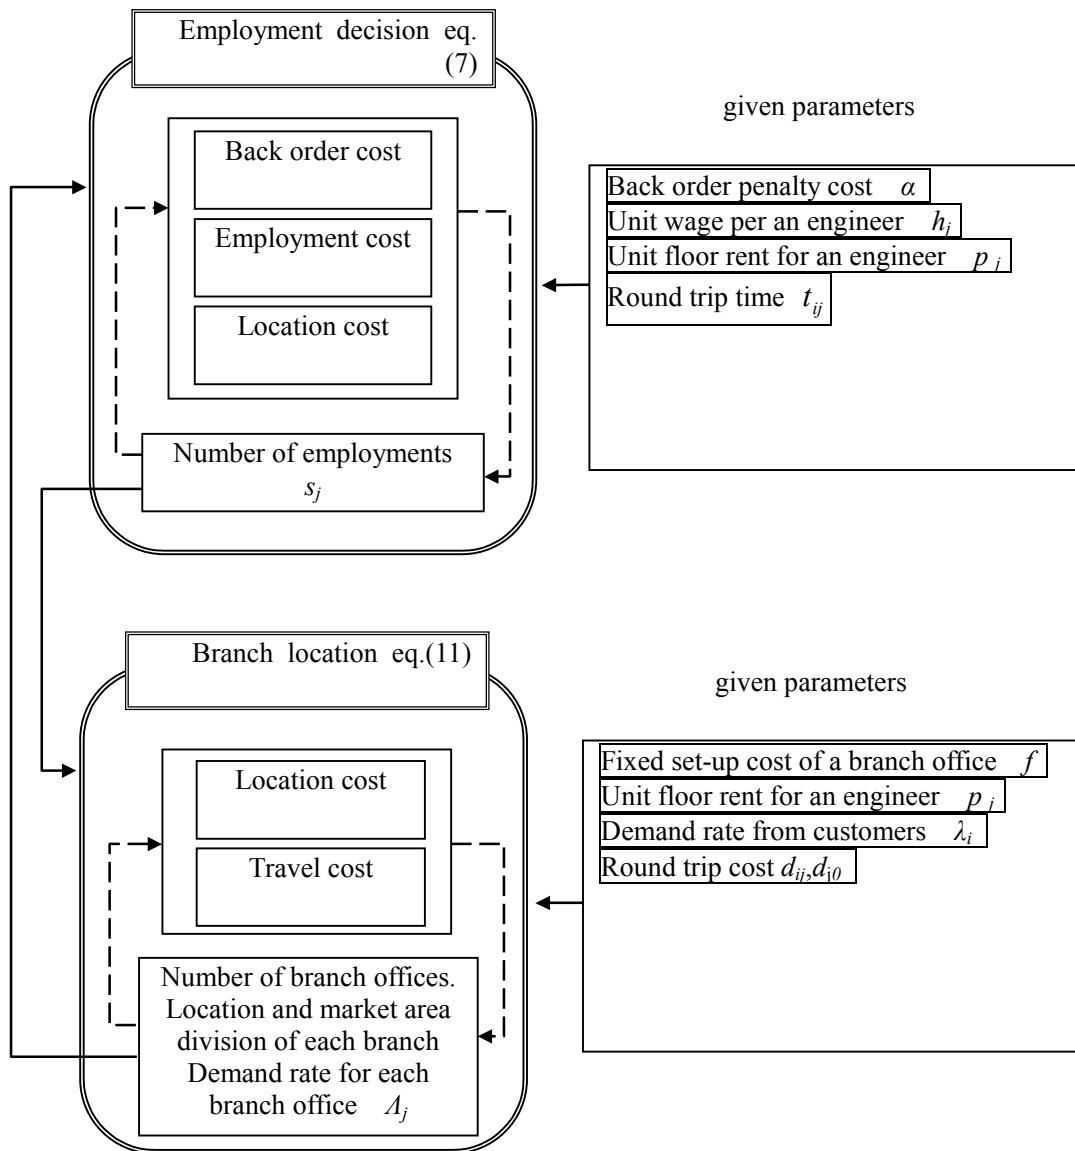 Employment decision eq.
(7)
given parameters
Back order cost
Employment cost
Location cost
Number of employments
s_j
Back order penalty cost α
Unit wage per an engineer h_j
Unit floor rent for an engineer p_j
Round trip time t_ij
Branch location eq.(11)
given parameters
Location cost
Travel cost
Number of branch offices.
Location and market area
division of each branch
Demand rate for each
branch office Λ_j
Fixed set-up cost of a branch office f
Unit floor rent for an engineer p_j
Demand rate from customers λ_i
Round trip cost d_ij,d_j0